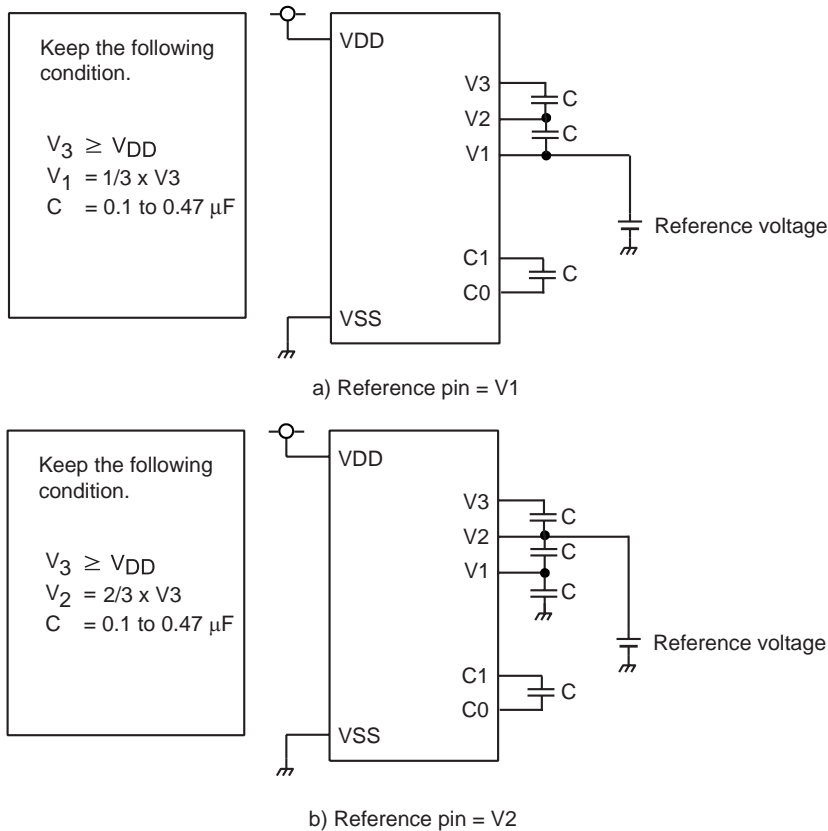 Keep the following
condition.
V3 ≥ VDD
V1 = 1/3 x V3
C = 0.1 to 0.47 μF
VDD
V3
C
V2
C
V1
Reference voltage
C1
C
C0
VSS
a) Reference pin = V1
Keep the following
condition.
V3 ≥ VDD
V2 = 2/3 x V3
C = 0.1 to 0.47 μF
VDD
V3
C
V2
C
V1
C
Reference voltage
C1
C
C0
VSS
b) Reference pin = V2